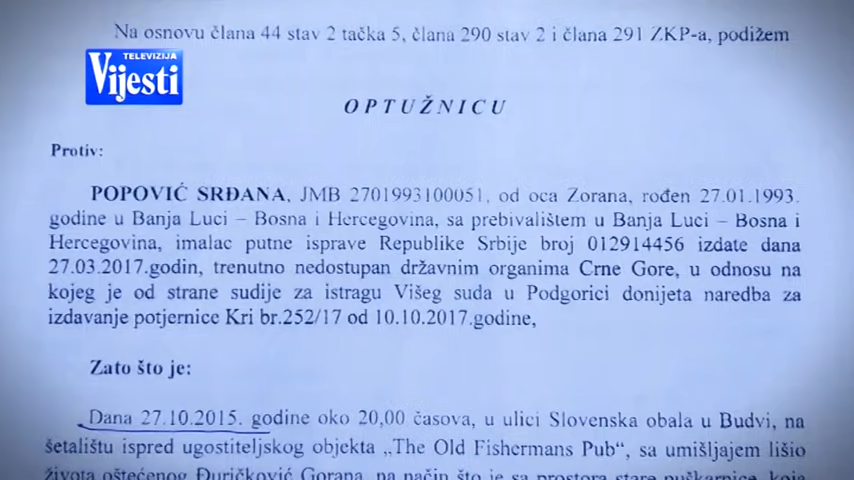 Na osnovu člana 44 stav 2 tačka 5, člana 290 stav 2 i člana 291 ZKP-a, podižem
TELEVIZIJA
Vijesti
OPTUŽNICU
Protiv:
POPOVIĆ SRĐANA, JMB 2701993100051, od oca Zorana, rođen 27.01.1993.
godine u Banja Luci – Bosna i Hercegovina, sa prebivalištem u Banja Luci – Bosna i
Hercegovina, imalac putne isprave Republike Srbije broj 012914456 izdate dana
27.03.2017.godin, trenutno nedostupan državnim organima Crne Gore, u odnosu na
kojeg je od strane sudije za istragu Višeg suda u Podgorici donijeta naredba za
izdavanje potjernice Kri br.252/17 od 10.10.2017.godine,
Zato što je:
Dana 27.10.2015. godine oko 20,00 časova, u ulici Slovenska obala u Budvi, na
šetalištu ispred ugostiteljskog objekta „The Old Fishermans Pub“, sa umišljajem lišio
života oštećenog Đuričković Gorana, na način što je sa prostora stare puškarnice, koja